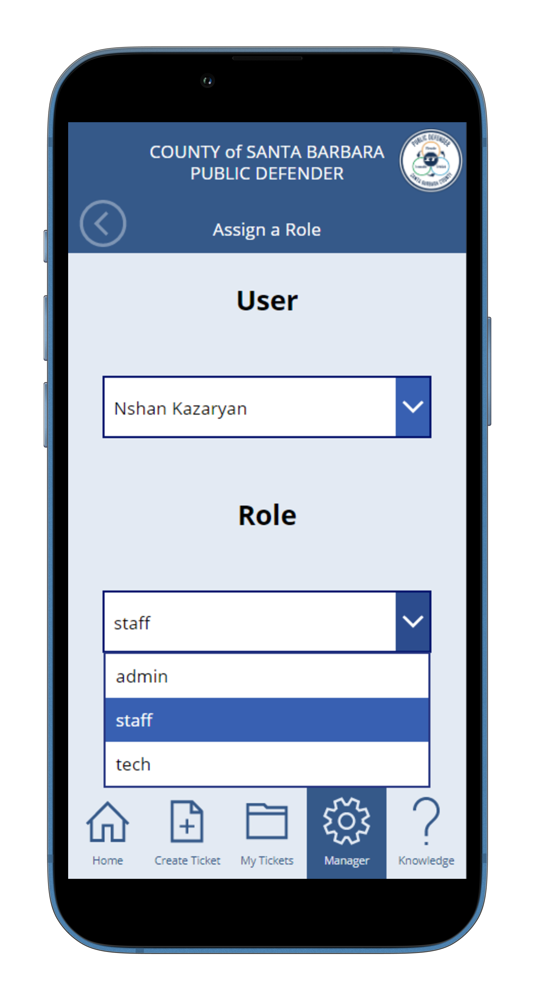 COUNTY of SANTA BARBARA
PUBLIC DEFENDER
PUBLIC DEFENDER
IT
SANTA BARBARA COUNTY
Assign a Role
User
Nshan Kazaryan
Role
staff
admin
staff
tech
Home
Create Ticket
My Tickets
Manager
Knowledge